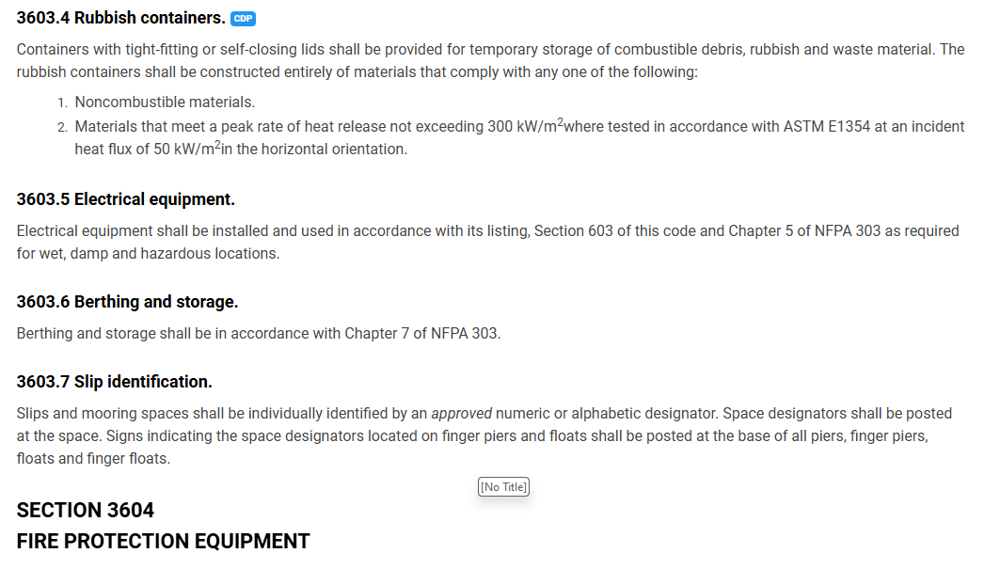 3603.4 Rubbish containers. CDP
Containers with tight-fitting or self-closing lids shall be provided for temporary storage of combustible debris, rubbish and waste material. The
rubbish containers shall be constructed entirely of materials that comply with any one of the following:
1. Noncombustible materials.
2. Materials that meet a peak rate of heat release not exceeding 300 kW/m²where tested in accordance with ASTM E1354 at an incident
heat flux of 50 kW/m²in the horizontal orientation.
3603.5 Electrical equipment.
Electrical equipment shall be installed and used in accordance with its listing, Section 603 of this code and Chapter 5 of NFPA 303 as required
for wet, damp and hazardous locations.
3603.6 Berthing and storage.
Berthing and storage shall be in accordance with Chapter 7 of NFPA 303.
3603.7 Slip identification.
Slips and mooring spaces shall be individually identified by an approved numeric or alphabetic designator. Space designators shall be posted
at the space. Signs indicating the space designators located on finger piers and floats shall be posted at the base of all piers, finger piers,
floats and finger floats.
[No Title]
SECTION 3604
FIRE PROTECTION EQUIPMENT